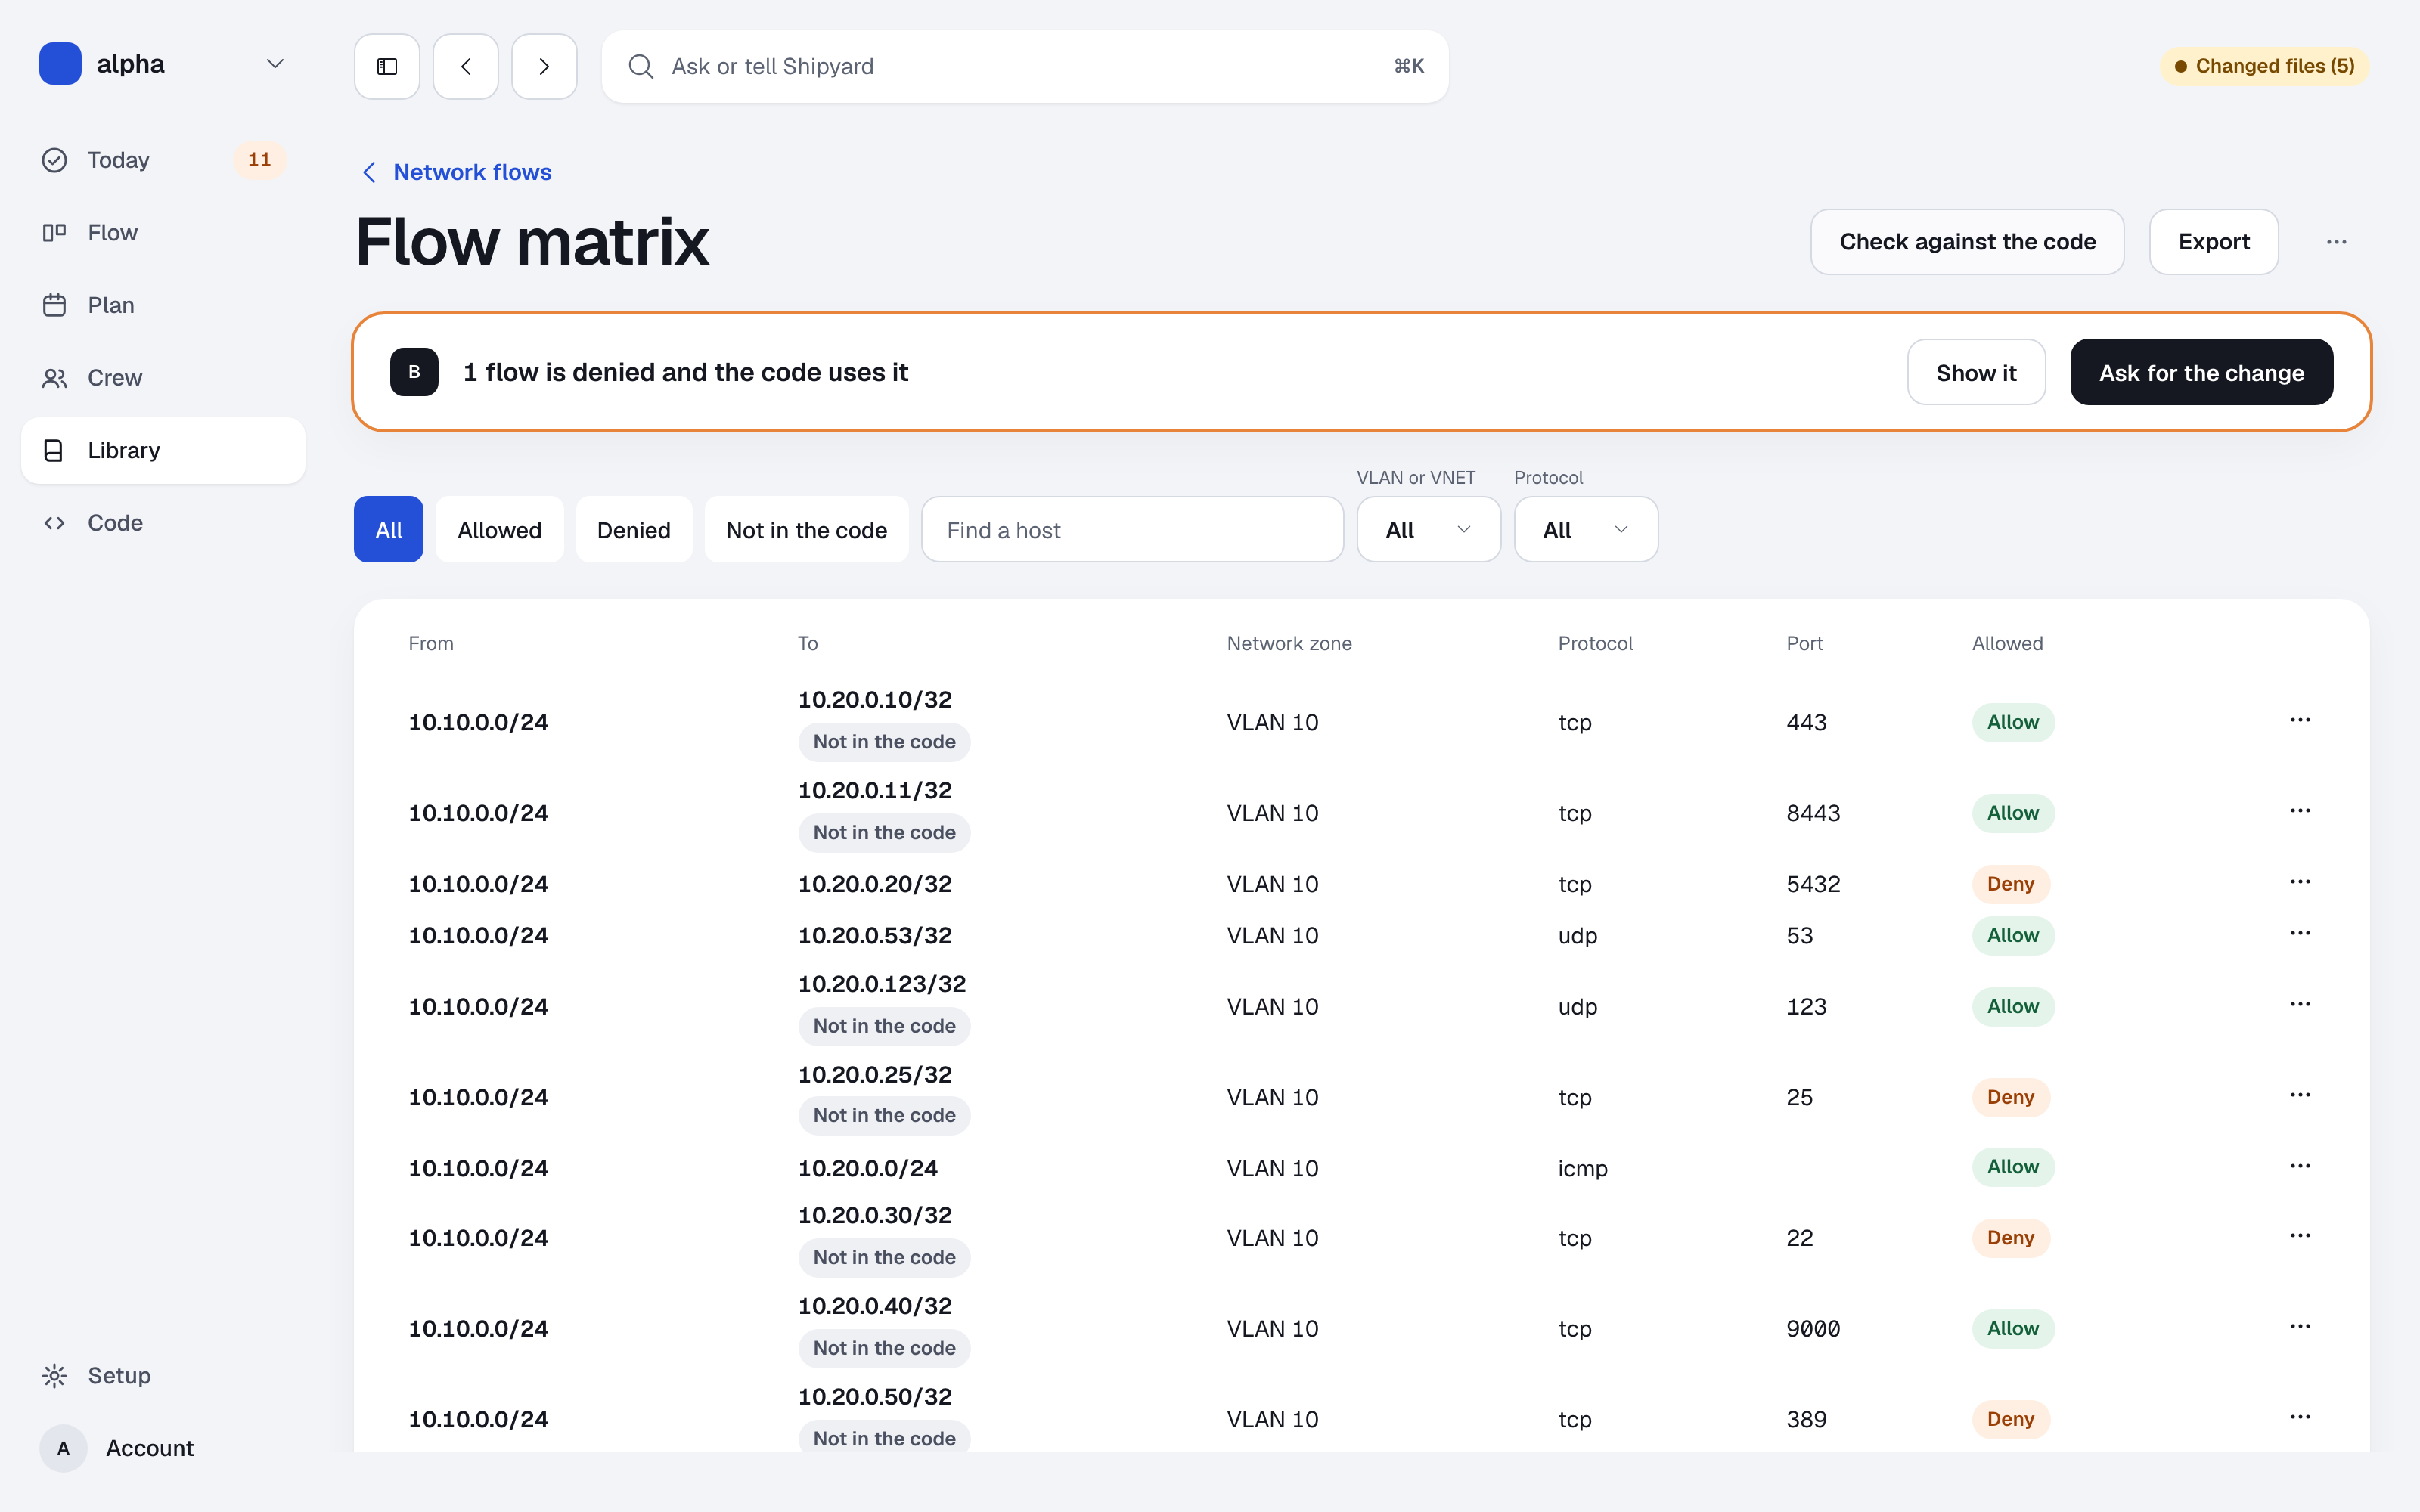 alpha
Ask or tell Shipyard ⌘K
Changed files (5)
Today 11
Flow
Plan
Crew
Library
Code
Setup
A Account
Network flows
Flow matrix
Check against the code
Export
B 1 flow is denied and the code uses it
Show it
Ask for the change
VLAN or VNET Protocol
All Allowed Denied Not in the code Find a host All All
From To Network zone Protocol Port Allowed
10.10.0.0/24 10.20.0.10/32 VLAN 10 tcp 443 Allow
Not in the code
10.10.0.0/24 10.20.0.11/32 VLAN 10 tcp 8443 Allow
Not in the code
10.10.0.0/24 10.20.0.20/32 VLAN 10 tcp 5432 Deny
10.10.0.0/24 10.20.0.53/32 VLAN 10 udp 53 Allow
10.10.0.0/24 10.20.0.123/32 VLAN 10 udp 123 Allow
Not in the code
10.10.0.0/24 10.20.0.25/32 VLAN 10 tcp 25 Deny
Not in the code
10.10.0.0/24 10.20.0.0/24 VLAN 10 icmp Allow
10.10.0.0/24 10.20.0.30/32 VLAN 10 tcp 22 Deny
Not in the code
10.10.0.0/24 10.20.0.40/32 VLAN 10 tcp 9000 Allow
Not in the code
10.10.0.0/24 10.20.0.50/32 VLAN 10 tcp 389 Deny
Not in the code